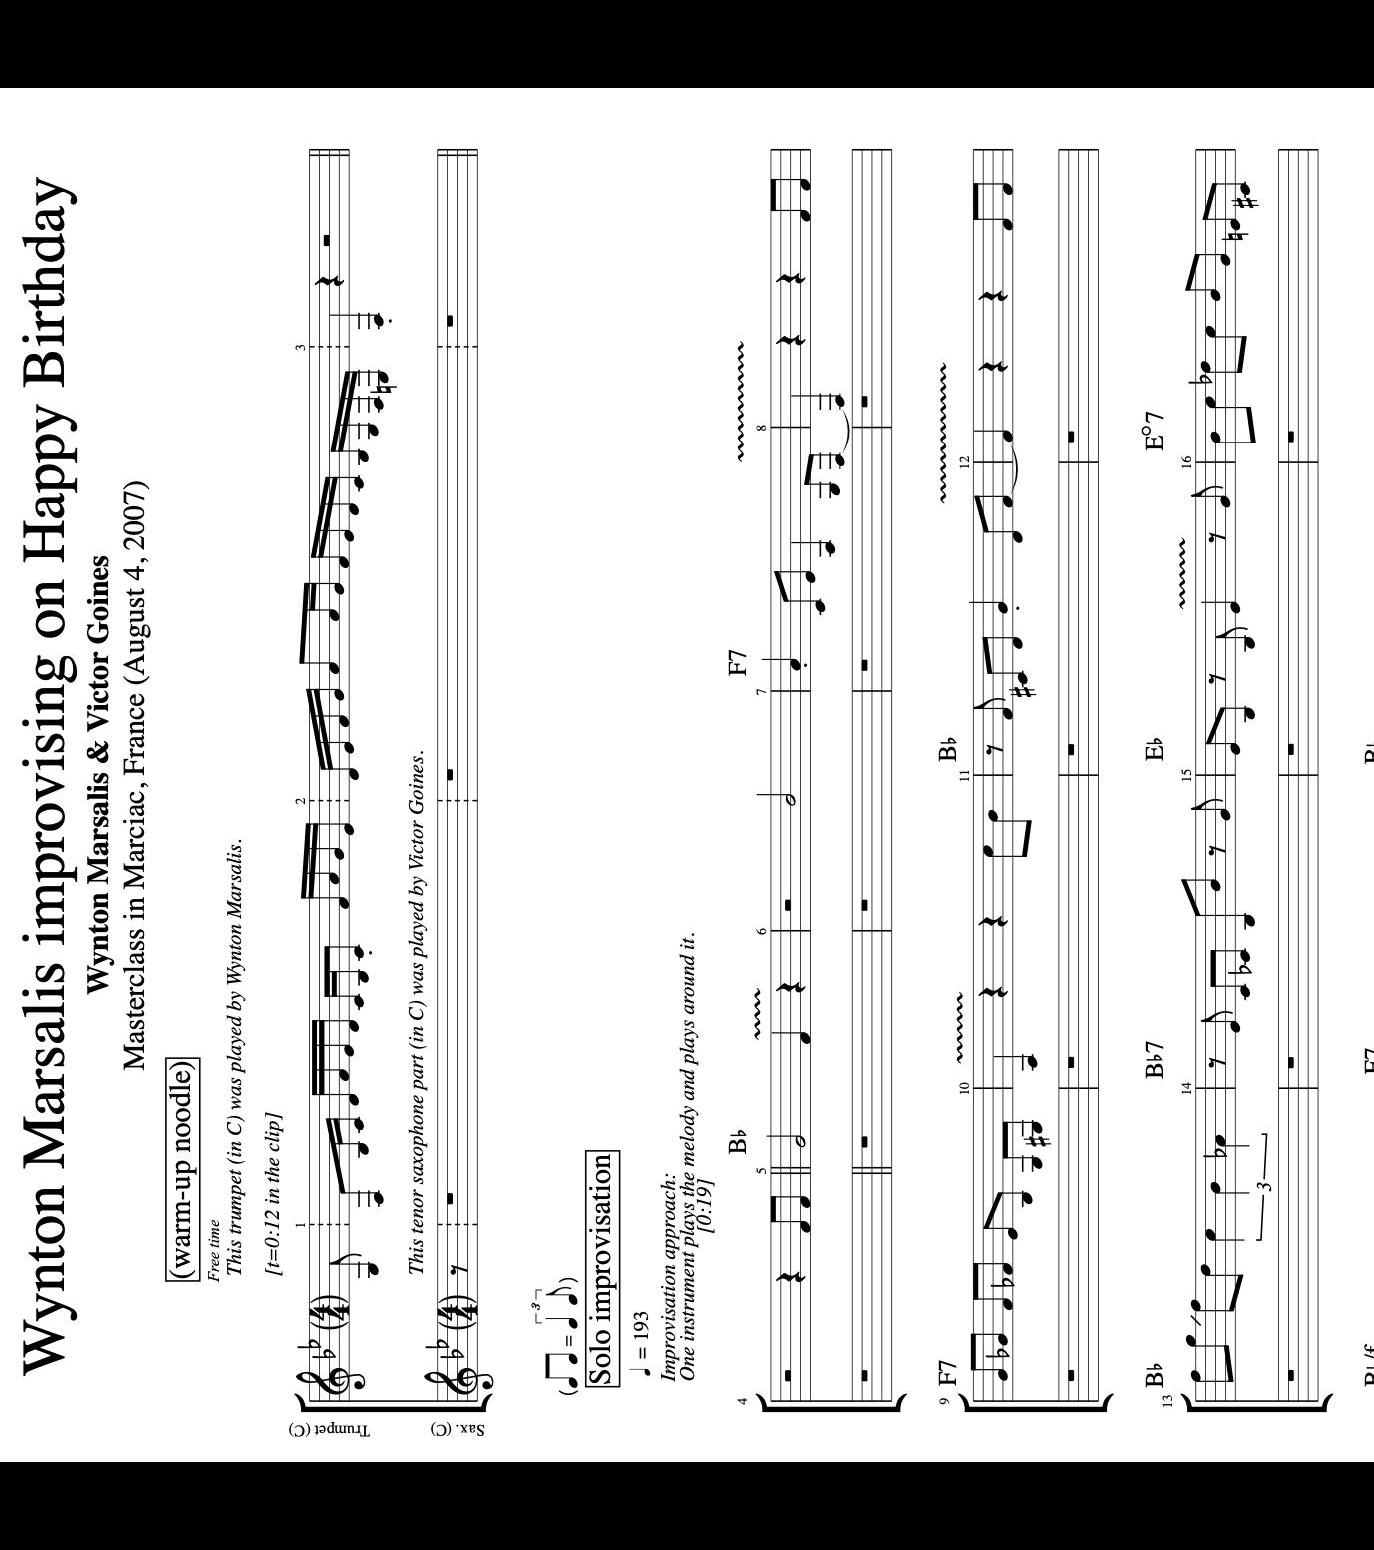 Wynton Marsalis improvising on Happy Birthday
Wynton Marsalis & Victor Goines
Masterclass in Marciac, France (August 4, 2007)
(warm-up noodle)
Free time
This trumpet (in C) was played by Wynton Marsalis.
[t=0:12 in the clip]
1 2 3
Trumpet (C)
This tenor saxophone part (in C) was played by Victor Goines.
Sax. (C)
3
Solo improvisation
♩ = 193
Improvisation approach:
One instrument plays the melody and plays around it.
[0:19]
B♭ F7
4 5 6 7 8
F7 B♭
9 10 11 12
B♭ B♭7 E♭ E°7
13 14 15 16
3